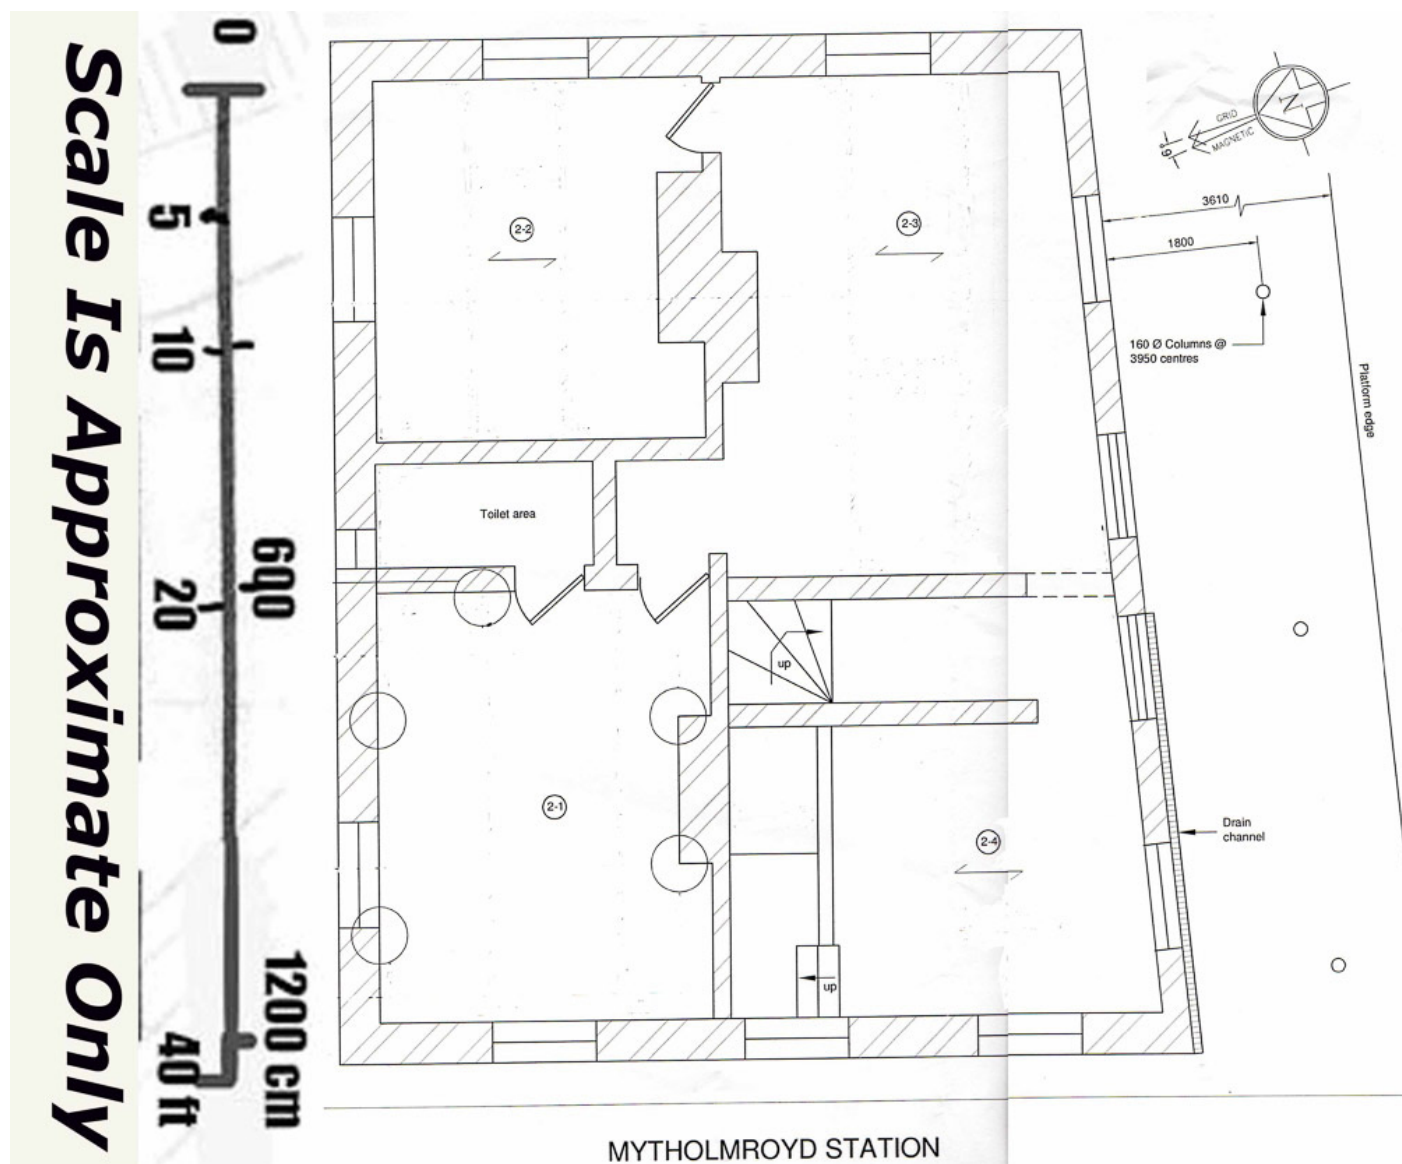 Scale Is Approximate Only
0
5
10
20
600
1200 cm
40 ft
N
GRID
MAGNETIC
6°
3610
1800
160 Ø Columns @
3950 centres
Platform edge
2-2
2-3
Toilet area
up
2-1
2-4
Drain
channel
up
MYTHOLMROYD STATION